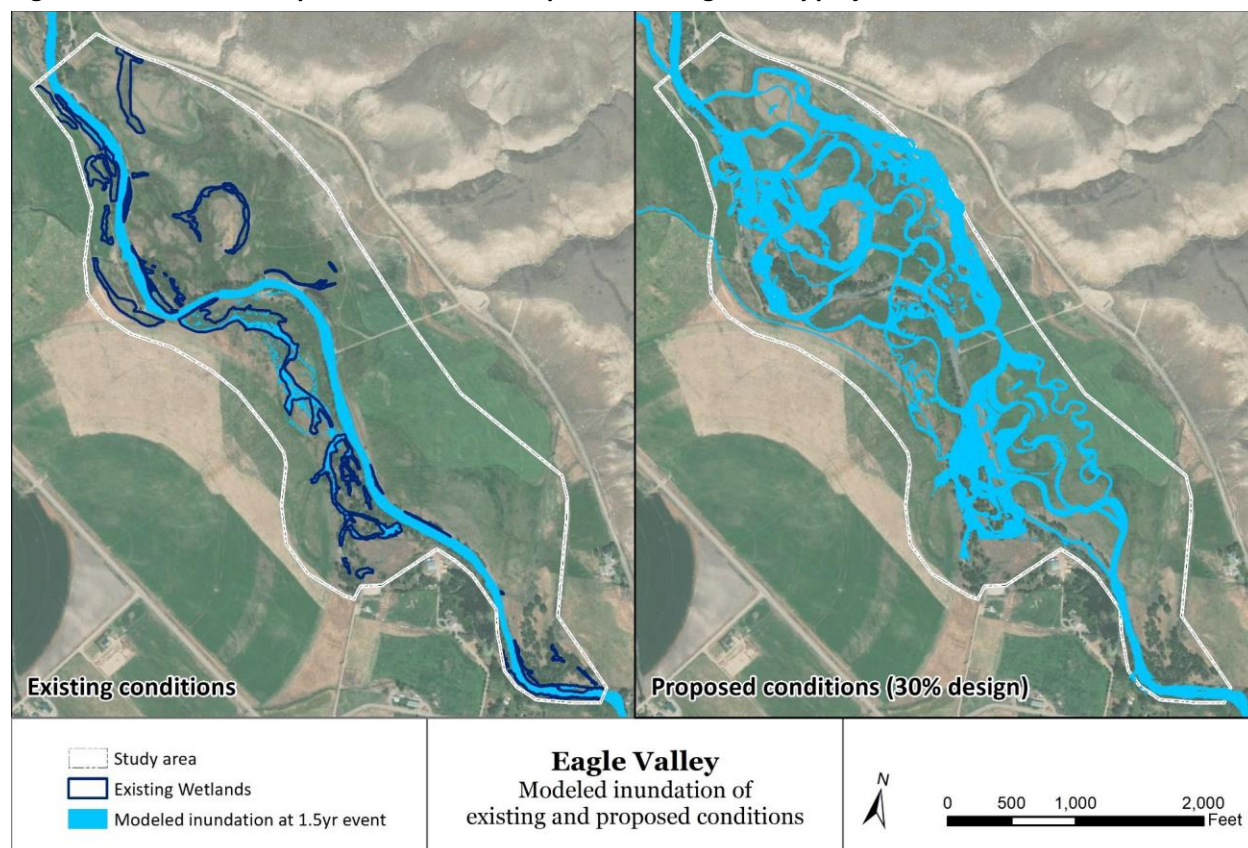 Existing conditions
Proposed conditions (30% design)
Study area
Existing Wetlands
Modeled inundation at 1.5yr event
Eagle Valley
Modeled inundation of
existing and proposed conditions
N
0 500 1,000 2,000
Feet